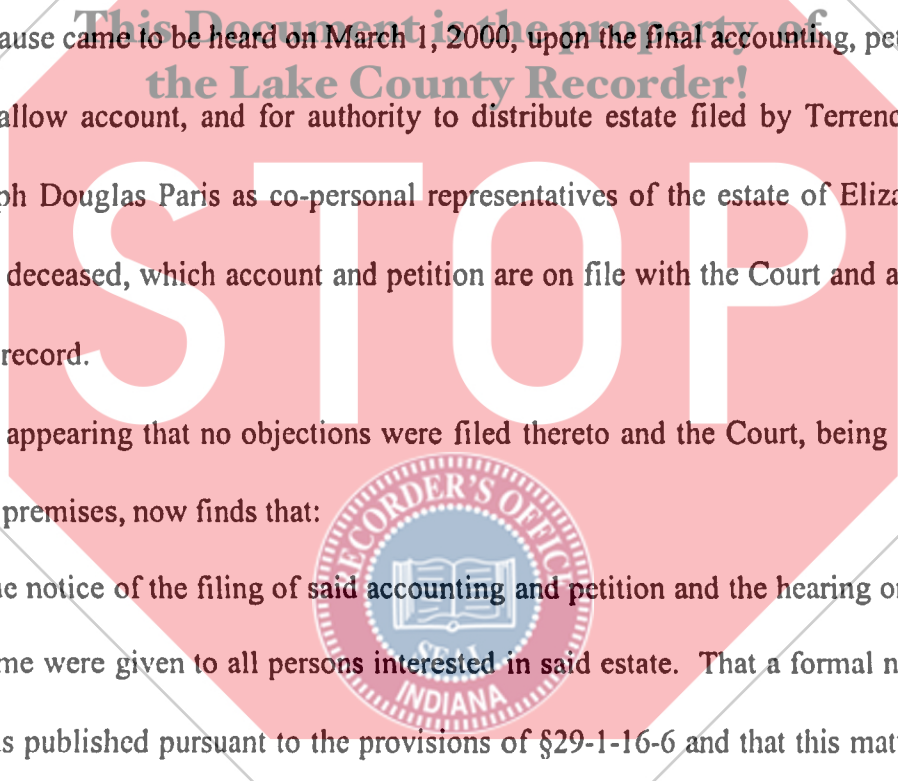 This Document is the property of
ause came to be heard on March 1, 2000, upon the final accounting, pe
the Lake County Recorder!
allow account, and for authority to distribute estate filed by Terrenc
ph Douglas Paris as co-personal representatives of the estate of Eliza
STOP
deceased, which account and petition are on file with the Court and a
record.
appearing that no objections were filed thereto and the Court, being
premises, now finds that:
RECORDER'S OFFICE
e notice of the filing of said accounting and petition and the hearing o
me were given to all persons interested in said estate. That a formal n
SEAL
INDIANA
s published pursuant to the provisions of §29-1-16-6 and that this mat